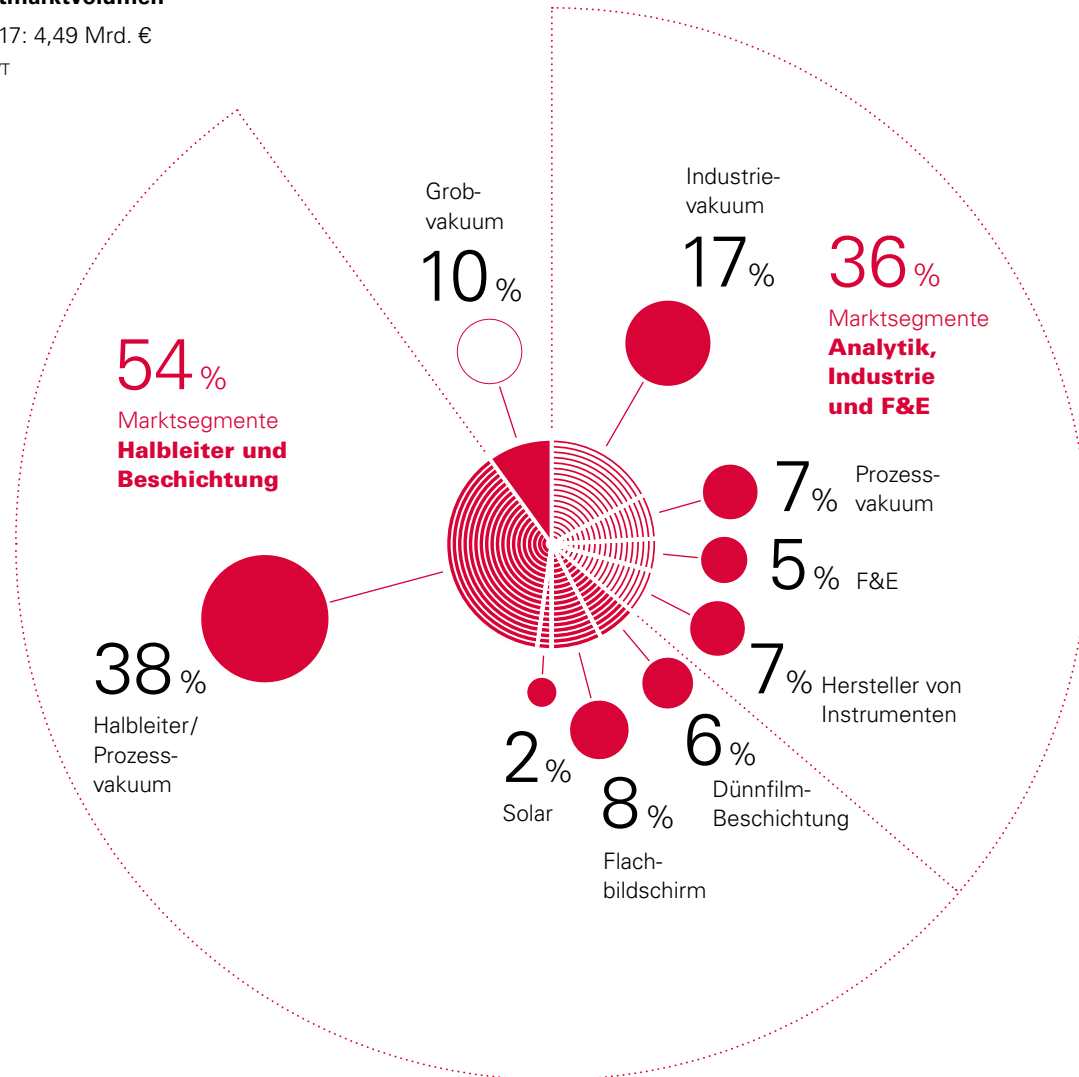 17: 4,49 Mrd. €
Grob-
vakuum
10 %
Industrie-
vakuum
17 %
36 %
Marktsegmente
Analytik,
Industrie
und F&E
54 %
Marktsegmente
Halbleiter und
Beschichtung
7 %
Prozess-
vakuum
5 % F&E
7 % Hersteller von
Instrumenten
6 %
Dünnfilm-
Beschichtung
8 %
Flach-
bildschirm
2 %
Solar
38 %
Halbleiter/
Prozess-
vakuum